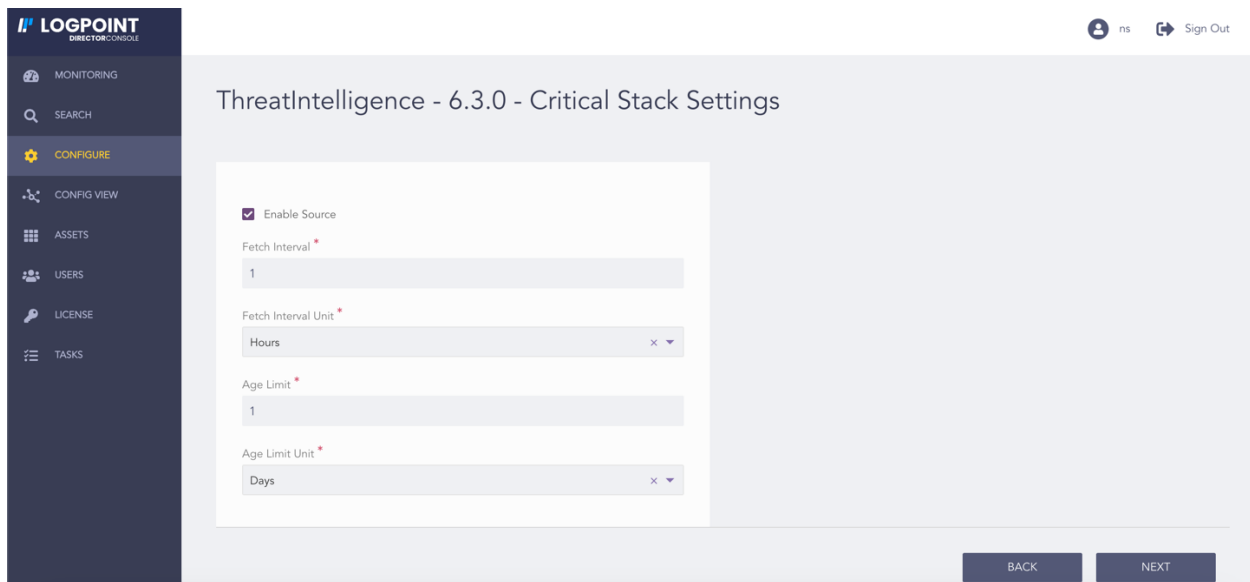 LOGPOINT
DIRECTORCONSOLE
ns
Sign Out
MONITORING
SEARCH
CONFIGURE
CONFIG VIEW
ASSETS
USERS
LICENSE
TASKS
ThreatIntelligence - 6.3.0 - Critical Stack Settings
Enable Source
Fetch Interval *
1
Fetch Interval Unit *
Hours
Age Limit *
1
Age Limit Unit *
Days
BACK
NEXT